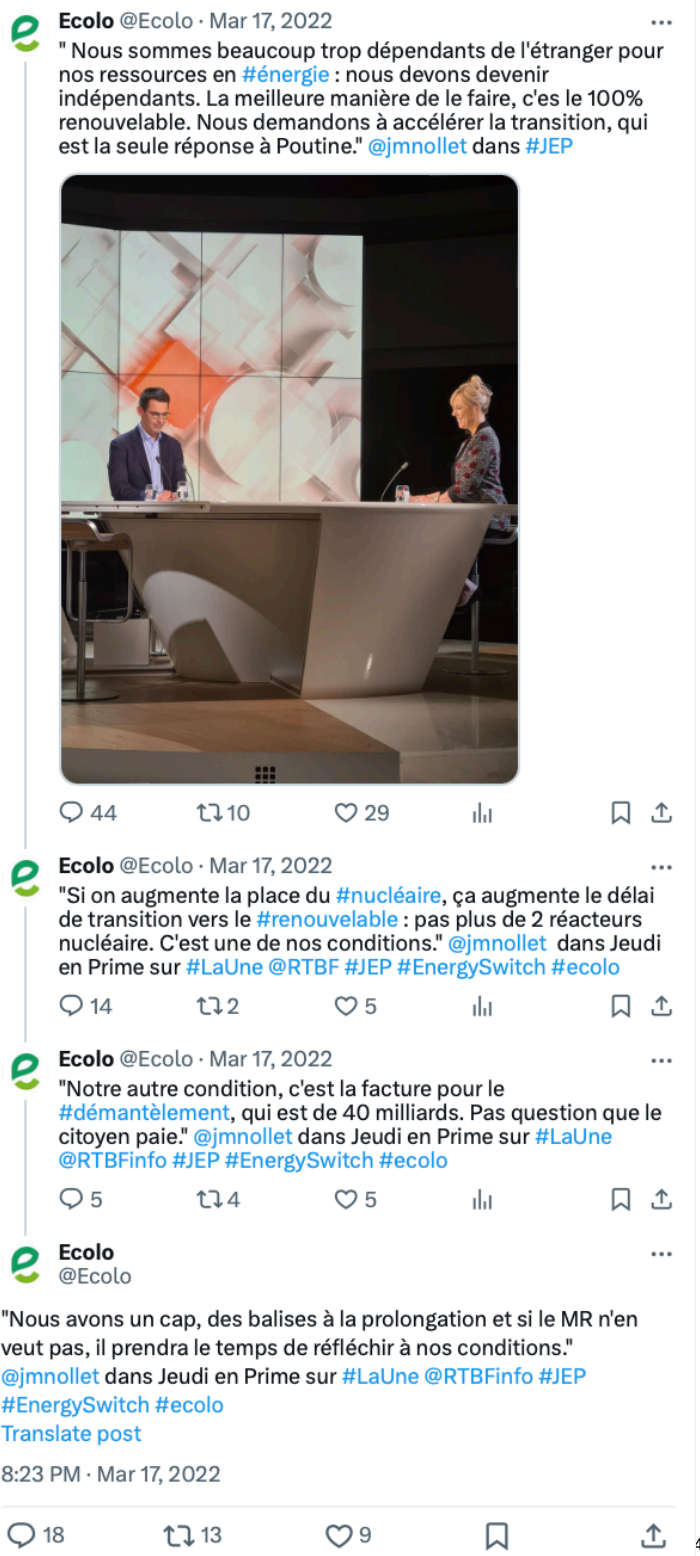 Ecolo @Ecolo · Mar 17, 2022
" Nous sommes beaucoup trop dépendants de l'étranger pour
nos ressources en #énergie : nous devons devenir
indépendants. La meilleure manière de le faire, c'es le 100%
renouvelable. Nous demandons à accélérer la transition, qui
est la seule réponse à Poutine." @jmnollet dans #JEP
44 10 29
Ecolo @Ecolo · Mar 17, 2022
"Si on augmente la place du #nucléaire, ça augmente le délai
de transition vers le #renouvelable : pas plus de 2 réacteurs
nucléaire. C'est une de nos conditions." @jmnollet dans Jeudi
en Prime sur #LaUne @RTBF #JEP #EnergySwitch #ecolo
14 2 5
Ecolo @Ecolo · Mar 17, 2022
"Notre autre condition, c'est la facture pour le
#démantèlement, qui est de 40 milliards. Pas question que le
citoyen paie." @jmnollet dans Jeudi en Prime sur #LaUne
@RTBFinfo #JEP #EnergySwitch #ecolo
5 4 5
Ecolo
@Ecolo
"Nous avons un cap, des balises à la prolongation et si le MR n'en
veut pas, il prendra le temps de réfléchir à nos conditions."
@jmnollet dans Jeudi en Prime sur #LaUne @RTBFinfo #JEP
#EnergySwitch #ecolo
Translate post
8:23 PM · Mar 17, 2022
18 13 9